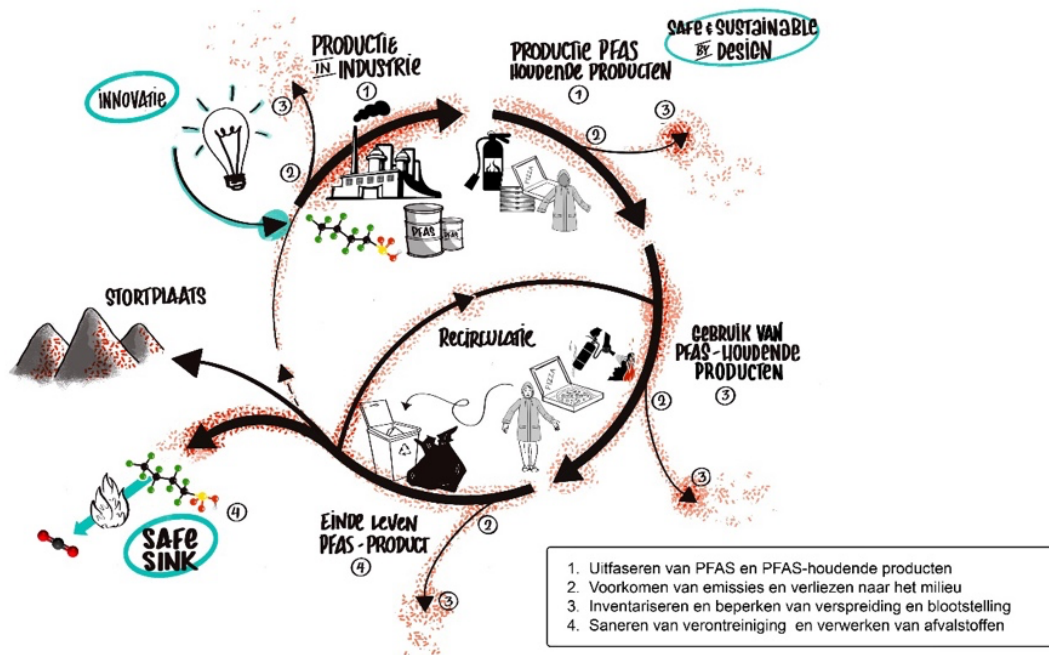 PRODUCTIE
IN INDUSTRIE
①
PRODUCTIE PFAS
HOUDENDE PRODUCTEN
①
SAFE & SUSTAINABLE
BY DESIGN
INNOVATIE
③
②
②
③
PIZZA
PFAS
PFAS
STORTPLAATS
RECIRCULATIE
GEBRUIK VAN
PFAS-HOUDENDE
PRODUCTEN
③
PIZZA
②
③
④
SAFE
SINK
EINDE LEVEN
PFAS-PRODUCT
④
②
③
1. Uitfaseren van PFAS en PFAS-houdende producten
2. Voorkomen van emissies en verliezen naar het milieu
3. Inventariseren en beperken van verspreiding en blootstelling
4. Saneren van verontreiniging en verwerken van afvalstoffen